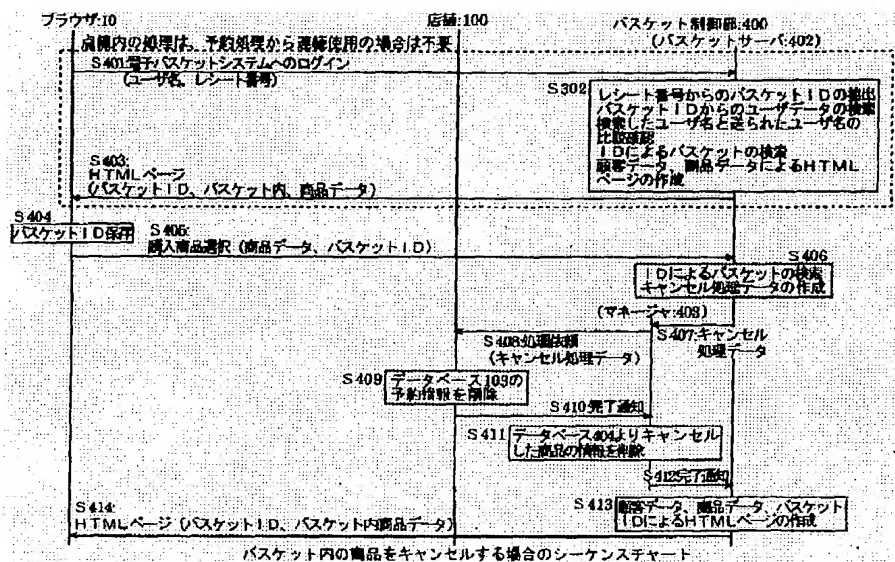 ブラウザ:10
店舗:100
バスケット制御部:400
(バスケットサーバ:402)
点線内の処理は、予約処理から連続使用の場合は不要
S401:電子バスケットシステムへのログイン
(ユーザ名、レシート番号)
S302
レシート番号からのバスケットIDの抽出
バスケットIDからのユーザデータの検索
検索したユーザ名と送られたユーザ名の
比較確認
IDによるバスケットの検索
顧客データ、商品データによるHTML
ページの作成
S403:
HTMLページ
(バスケットID、バスケット内、商品データ)
S404
バスケットID保存
S405:
購入商品選択(商品データ、バスケットID)
S406
IDによるバスケットの検索
キャンセル処理データの作成
(マネージャ:403)
S407:キャンセル
処理データ
S408:処理依頼
(キャンセル処理データ)
S409
データベース103の
予約情報を削除
S410:完了通知
S411
データベース404よりキャンセル
した商品の情報を削除
S412:完了通知
S413
顧客データ、商品データ、バスケット
IDによるHTMLページの作成
S414:
HTMLページ(バスケットID、バスケット内商品データ)
バスケット内の商品をキャンセルする場合のシーケンスチャート